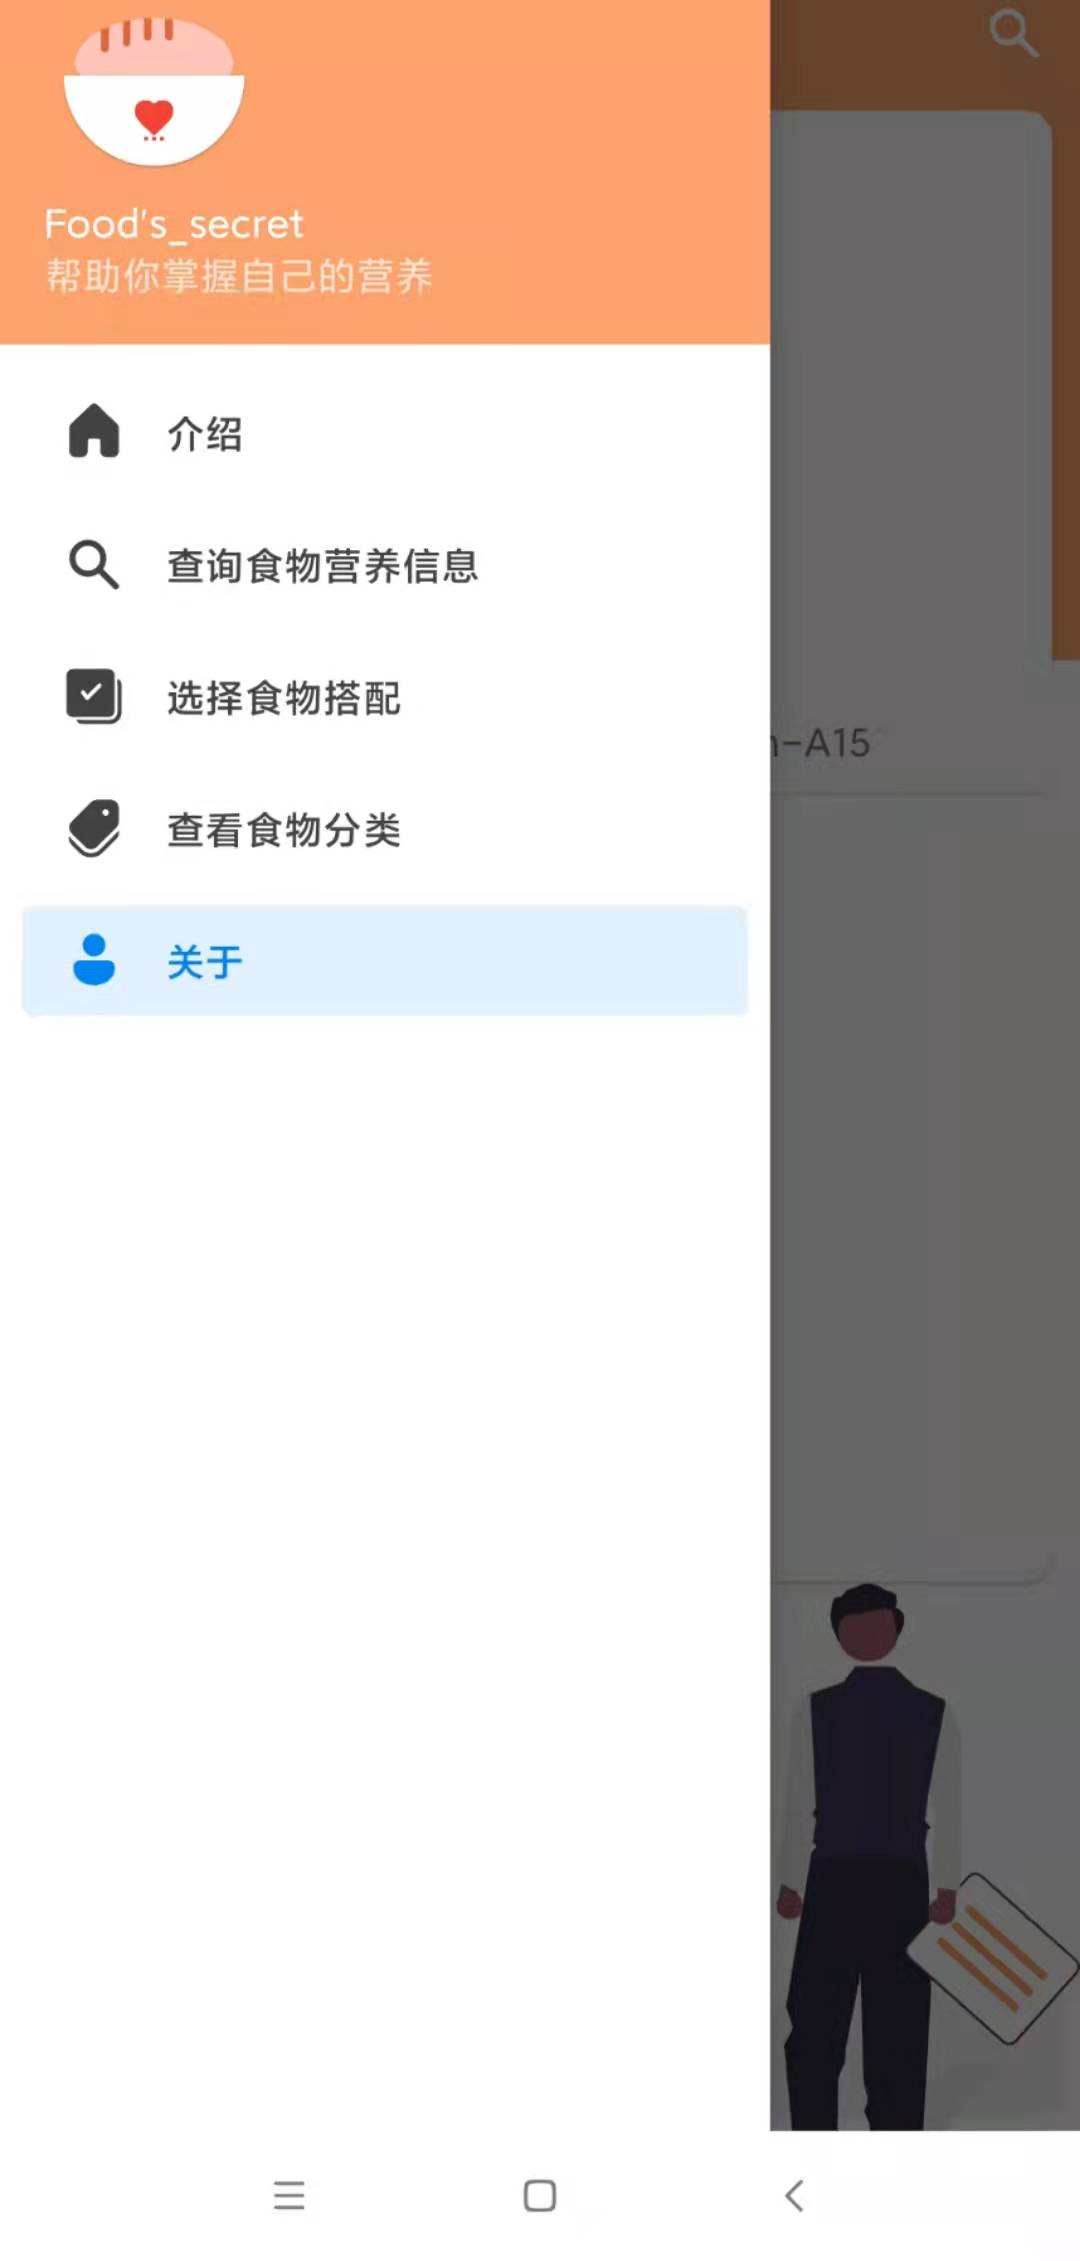 Food's_secret
帮助你掌握自己的营养
介绍
查询食物营养信息
选择食物搭配
-A15
查看食物分类
关于